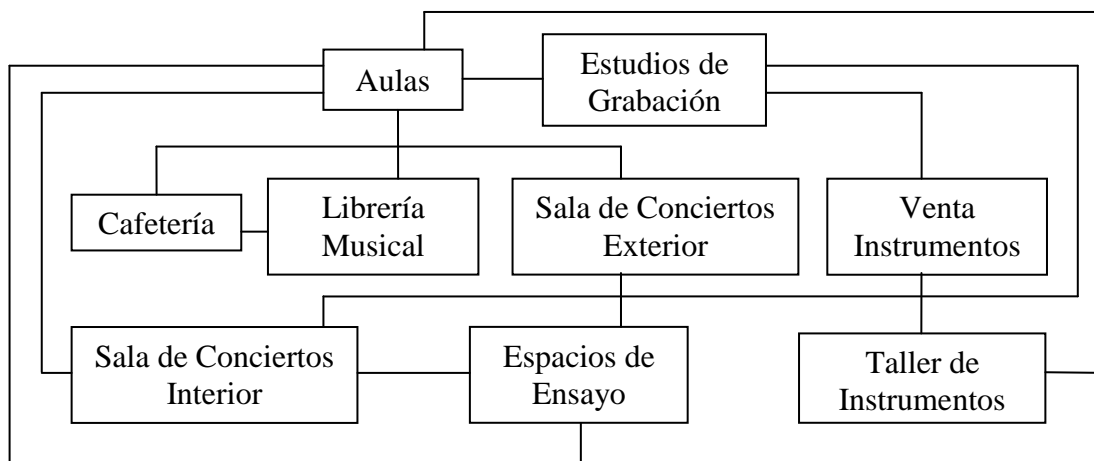 Aulas
Estudios de
Grabación
Cafetería
Librería
Musical
Sala de Conciertos
Exterior
Venta
Instrumentos
Sala de Conciertos
Interior
Espacios de
Ensayo
Taller de
Instrumentos